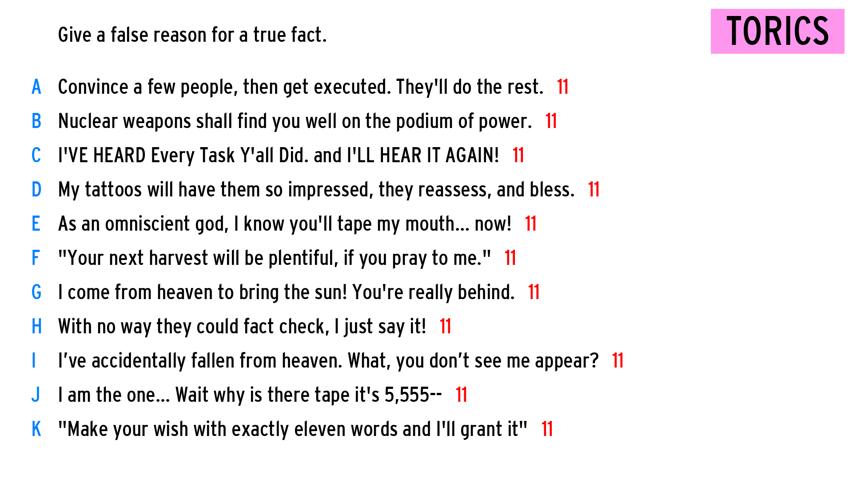 Give a false reason for a true fact.
TORICS
A Convince a few people, then get executed. They'll do the rest. 11
B Nuclear weapons shall find you well on the podium of power. 11
C I'VE HEARD Every Task Y'all Did. and I'LL HEAR IT AGAIN! 11
D My tattoos will have them so impressed, they reassess, and bless. 11
E As an omniscient god, I know you'll tape my mouth... now! 11
F "Your next harvest will be plentiful, if you pray to me." 11
G I come from heaven to bring the sun! You're really behind. 11
H With no way they could fact check, I just say it! 11
I I’ve accidentally fallen from heaven. What, you don’t see me appear? 11
J I am the one... Wait why is there tape it's 5,555-- 11
K "Make your wish with exactly eleven words and I'll grant it" 11